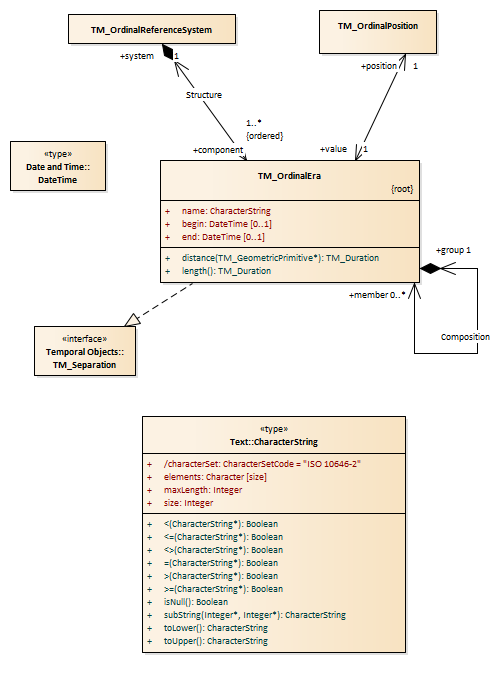 TM_OrdinalReferenceSystem
TM_OrdinalPosition
+system 1
+position 1
Structure
1..*
{ordered}
+component
+value 1
«type»
Date and Time::
DateTime
TM_OrdinalEra
{root}
+ name: CharacterString
+ begin: DateTime [0..1]
+ end: DateTime [0..1]
+ distance(TM_GeometricPrimitive*): TM_Duration
+ length(): TM_Duration
+group 1
+member 0..*
Composition
«interface»
Temporal Objects::
TM_Separation
«type»
Text::CharacterString
+ /characterSet: CharacterSetCode = "ISO 10646-2"
+ elements: Character [size]
+ maxLength: Integer
+ size: Integer
+ <(CharacterString*): Boolean
+ <=(CharacterString*): Boolean
+ <>(CharacterString*): Boolean
+ =(CharacterString*): Boolean
+ >(CharacterString*): Boolean
+ >=(CharacterString*): Boolean
+ isNull(): Boolean
+ subString(Integer*, Integer*): CharacterString
+ toLower(): CharacterString
+ toUpper(): CharacterString